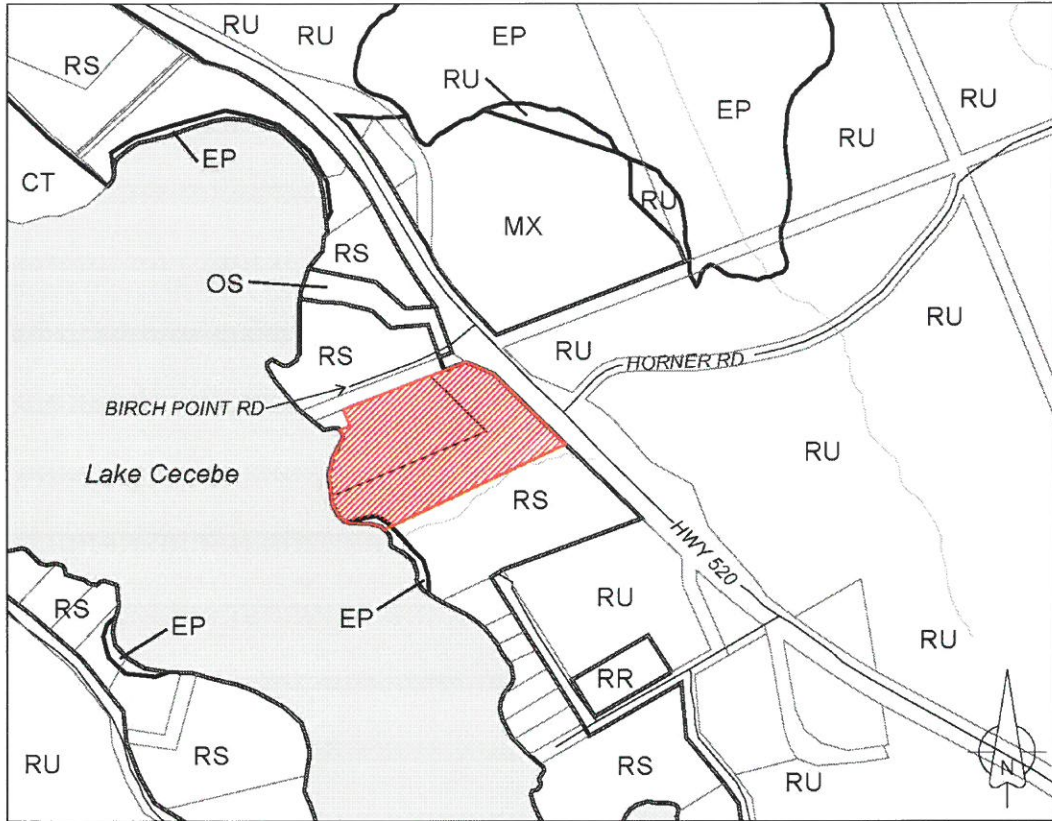 RU
RU
EP
RS
RU
EP
RU
EP
RU
CT
RU
MX
RS
OS
RU
RS
RU
HORNER RD
BIRCH POINT RD
RU
Lake Cecebe
RS
HWY 520
RU
RS
EP
EP
RU
RR
RS
RU
RS
RU
N